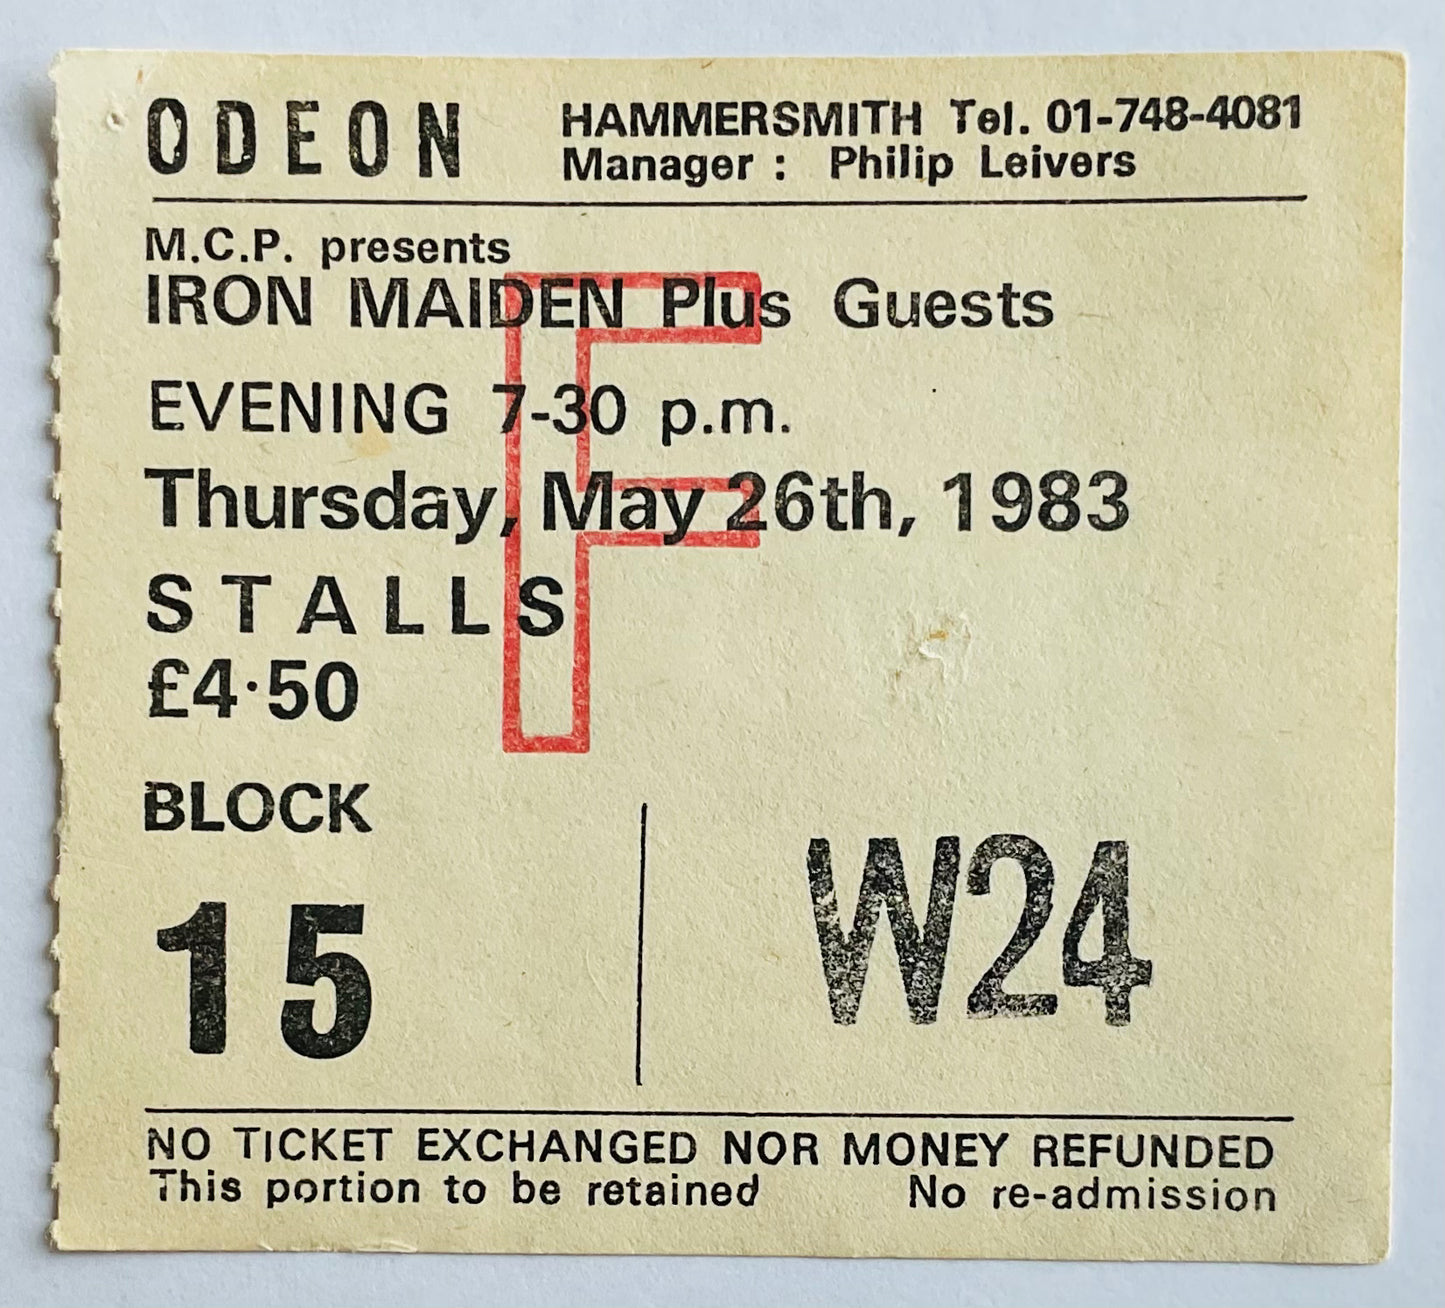 ODEON HAMMERSMITH Tel. 01-748-4081
Manager : Philip Leivers
M.C.P. presents
IRON MAIDEN Plus Guests
EVENING 7-30 p.m.
Thursday, May 26th, 1983
STALLS
£4·50
F
BLOCK
15 W24
NO TICKET EXCHANGED NOR MONEY REFUNDED
This portion to be retained No re-admission